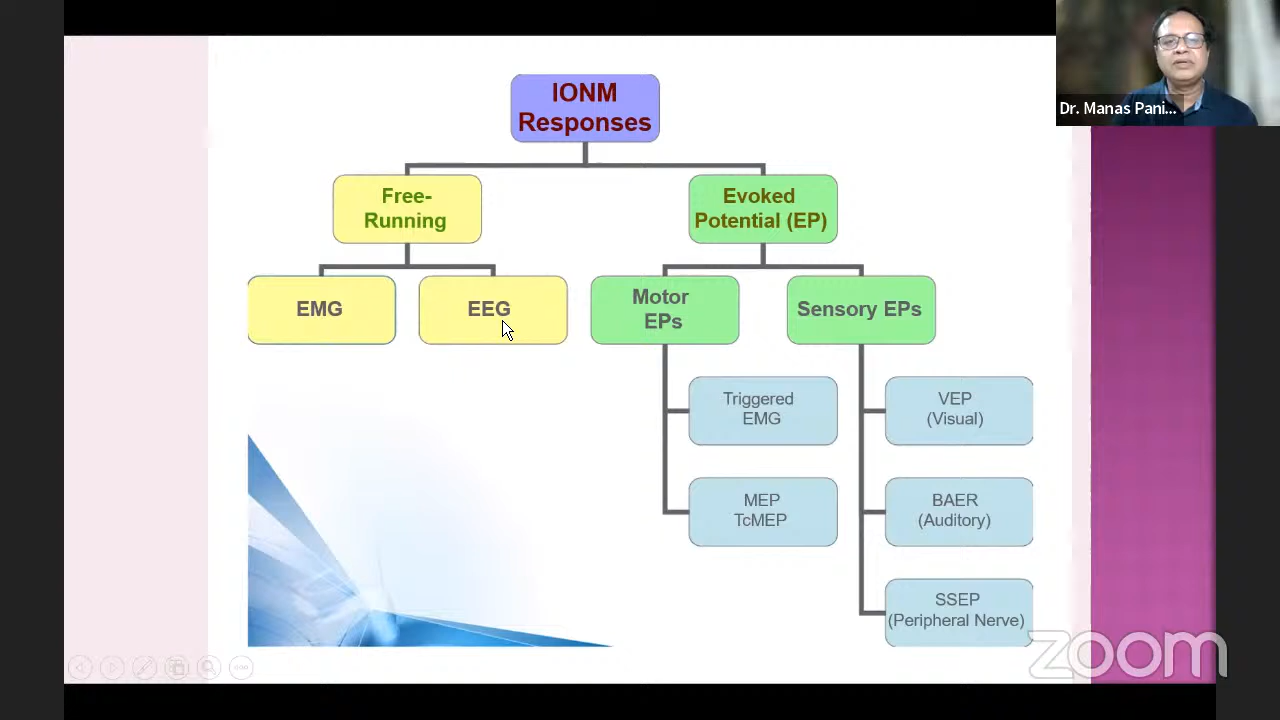 IONM
Responses
Dr. Manas Pani...
Free-
Running
Evoked
Potential (EP)
EMG
EEG
Motor
EPs
Sensory EPs
Triggered
EMG
VEP
(Visual)
MEP
TcMEP
BAER
(Auditory)
SSEP
(Peripheral Nerve)
zoom